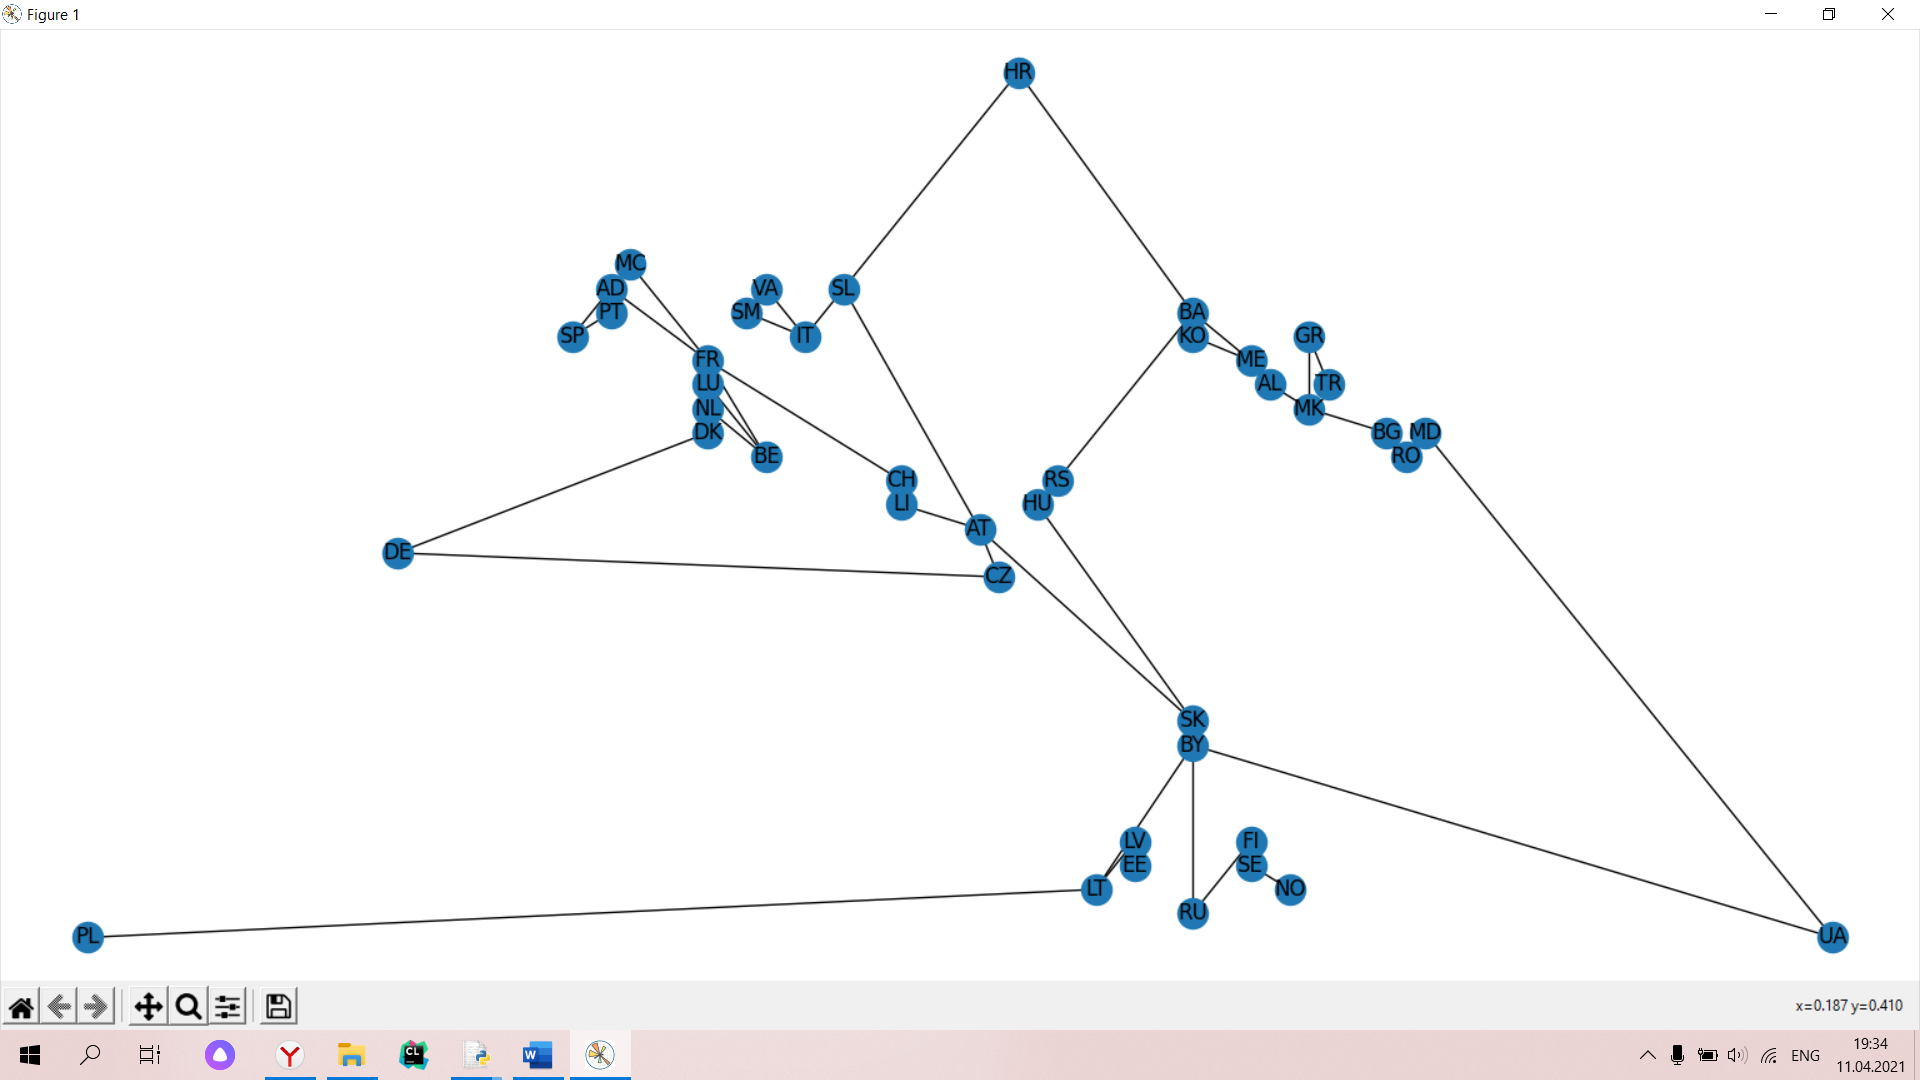 Figure 1
HR
MC
AD
VA
SL
PT
SM
BA
SP
IT
KO
GR
FR
ME
LU
AL
TR
NL
MK
DK
BG
MD
BE
RO
CH
RS
LI
HU
AT
DE
CZ
SK
BY
LV
FI
EE
SE
LT
NO
RU
PL
UA
x=0.187 y=0.410
CL
W
ENG
19:34
11.04.2021